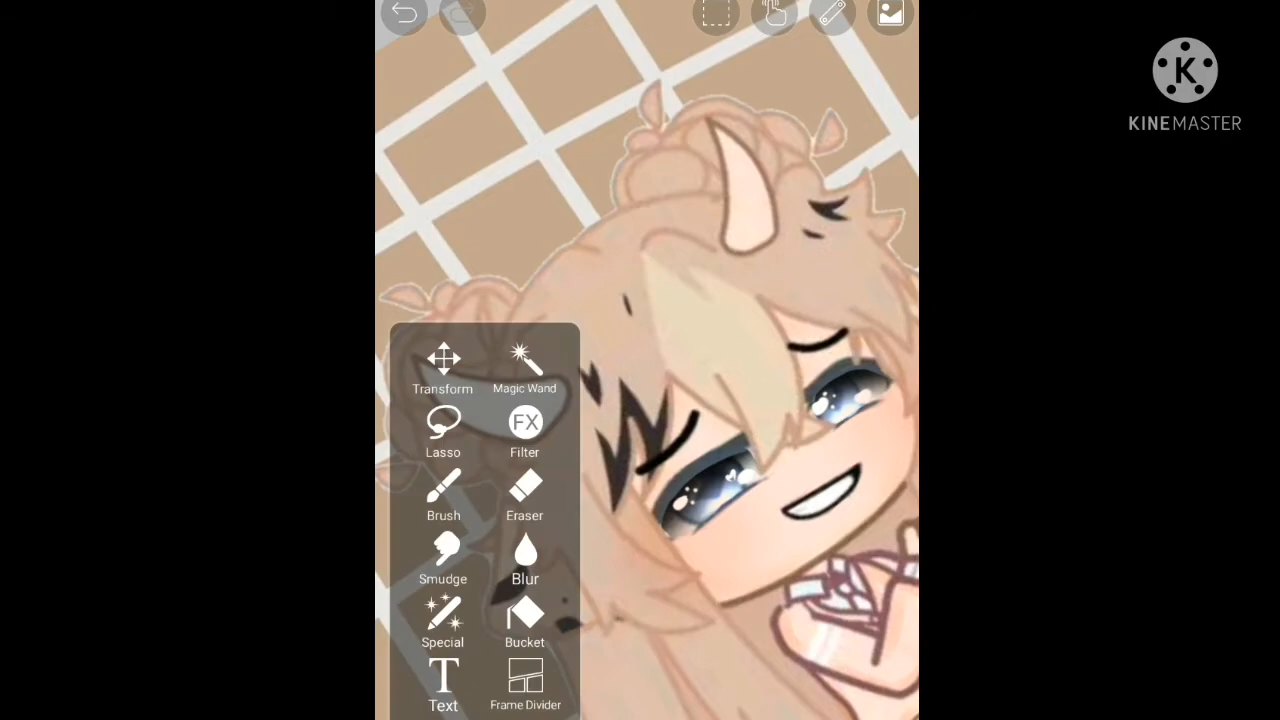 KINEMASTER
Transform Magic Wand
Lasso FX Filter
Brush Eraser
Smudge Blur
Special Bucket
Text Frame Divider